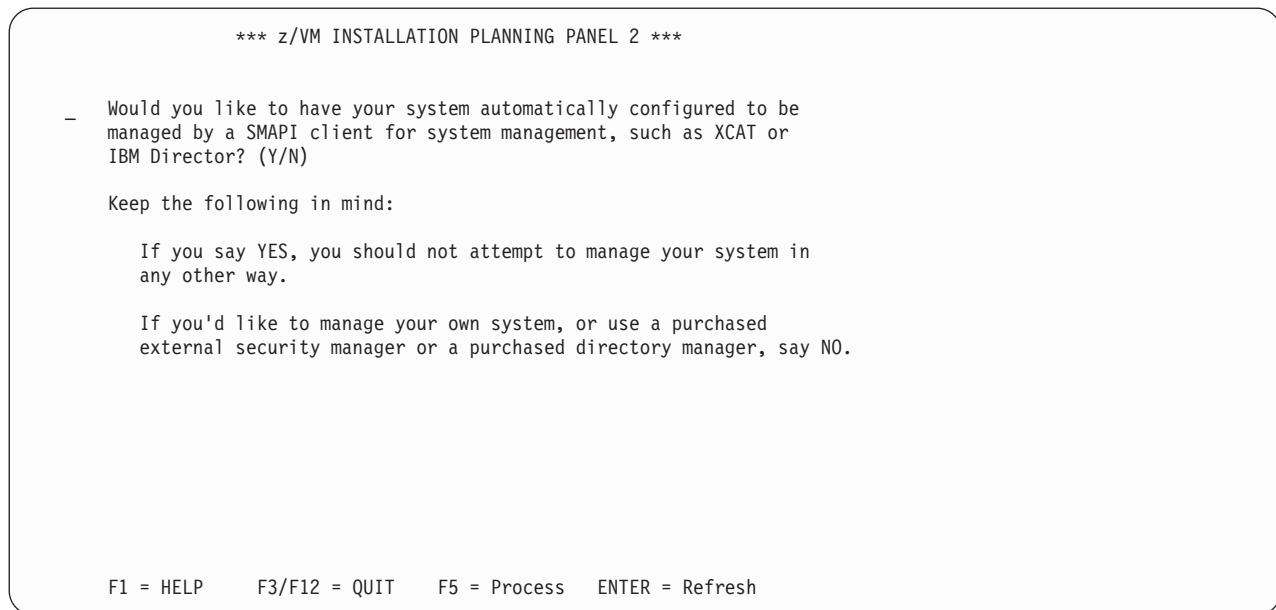 *** z/VM INSTALLATION PLANNING PANEL 2 ***
_ Would you like to have your system automatically configured to be
managed by a SMAPI client for system management, such as XCAT or
IBM Director? (Y/N)
Keep the following in mind:
If you say YES, you should not attempt to manage your system in
any other way.
If you'd like to manage your own system, or use a purchased
external security manager or a purchased directory manager, say NO.
F1 = HELP F3/F12 = QUIT F5 = Process ENTER = Refresh